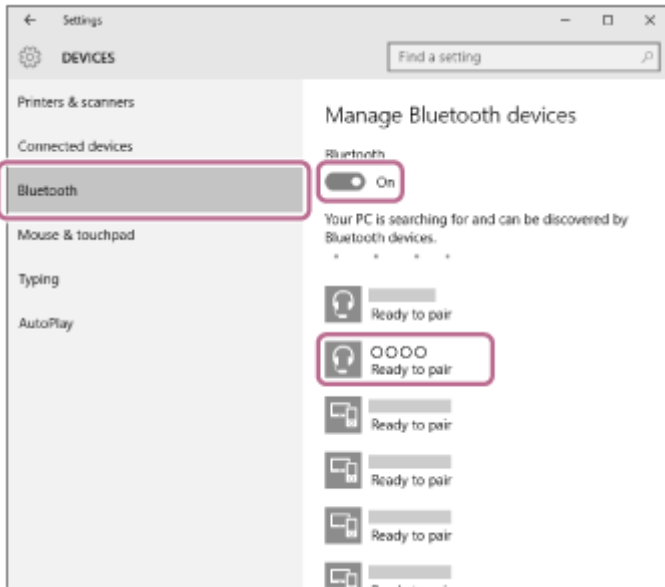 Settings
DEVICES
Find a setting
Printers & scanners
Connected devices
Bluetooth
Mouse & touchpad
Typing
AutoPlay
Manage Bluetooth devices
Bluetooth
On
Your PC is searching for and can be discovered by
Bluetooth devices.
Ready to pair
OOOO
Ready to pair
Ready to pair
Ready to pair
Ready to pair